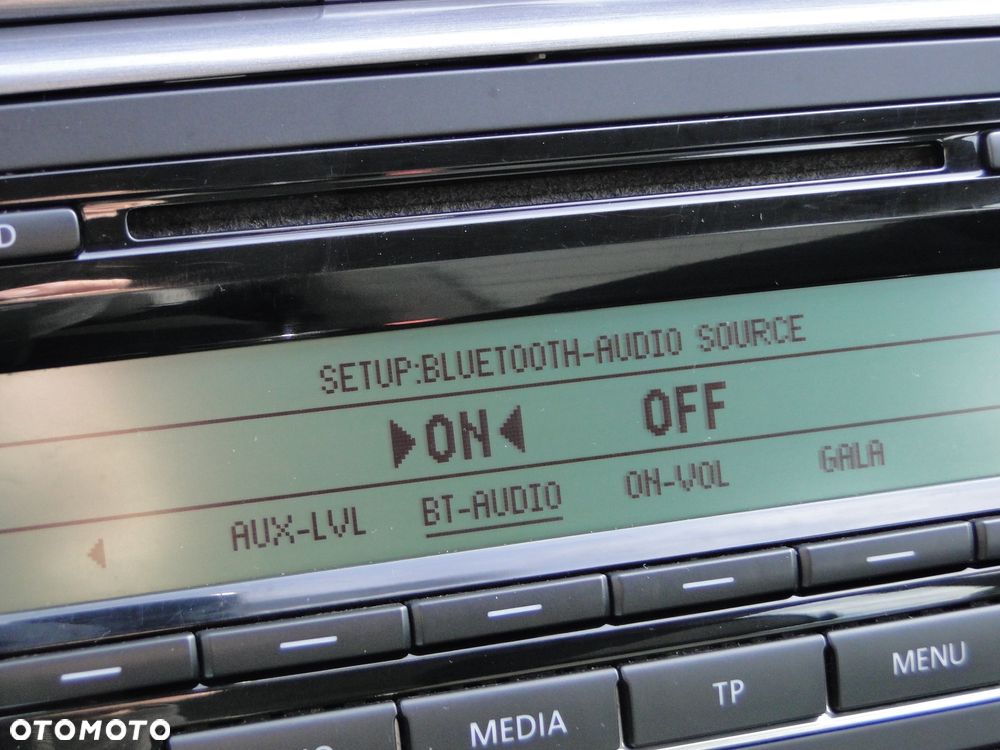 SETUP:BLUETOOTH-AUDIO SOURCE
ON OFF
AUX-LVL BT-AUDIO ON-VOL GALA
MEDIA TP MENU
OTOMOTO